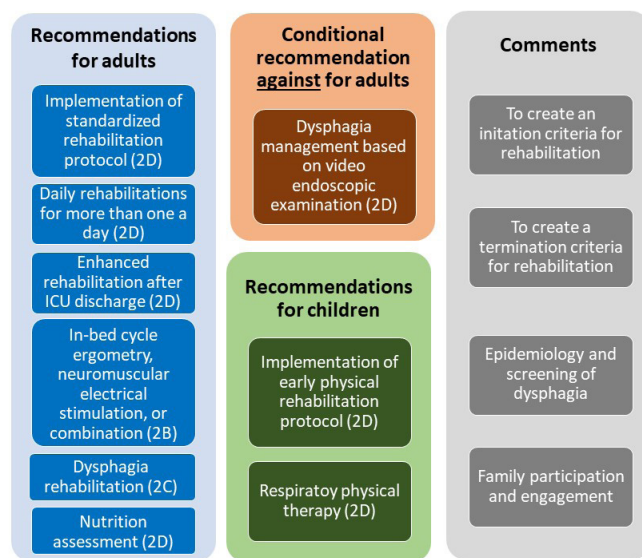 Recommendations
for adults
Implementation of
standardized
rehabilitation
protocol (2D)
Daily rehabilitations
for more than one a
day (2D)
Enhanced
rehabilitation after
ICU discharge (2D)
In-bed cycle
ergometry,
neuromuscular
electrical
stimulation, or
combination (2B)
Dysphagia
rehabilitation (2C)
Nutrition
assessment (2D)
Conditional
recommendation
against for adults
Dysphagia
management based
on video
endoscopic
examination (2D)
Recommendations
for children
Implementation of
early physical
rehabilitation
protocol (2D)
Respiratoy physical
therapy (2D)
Comments
To create an
initation criteria for
rehabilitation
To create a
termination criteria
for rehabilitation
Epidemiology and
screening of
dysphagia
Family participation
and engagement